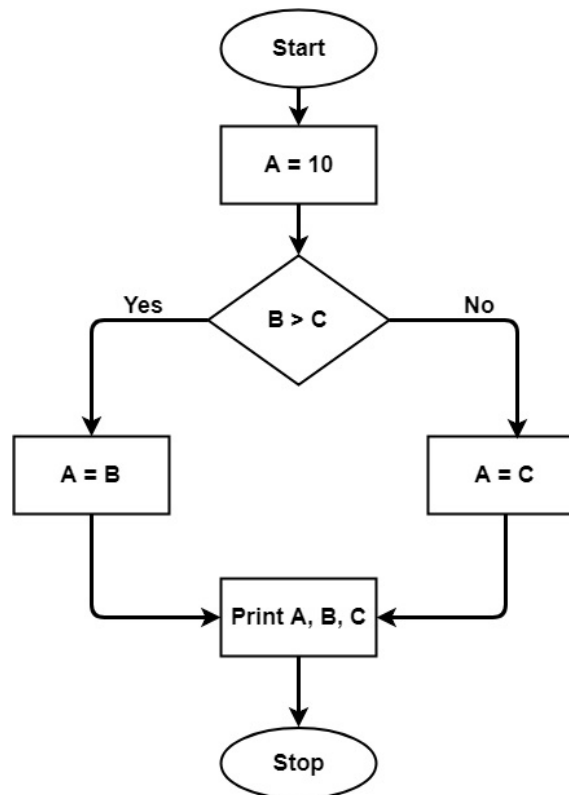 Start
A = 10
B > C
Yes
No
A = B
A = C
Print A, B, C
Stop